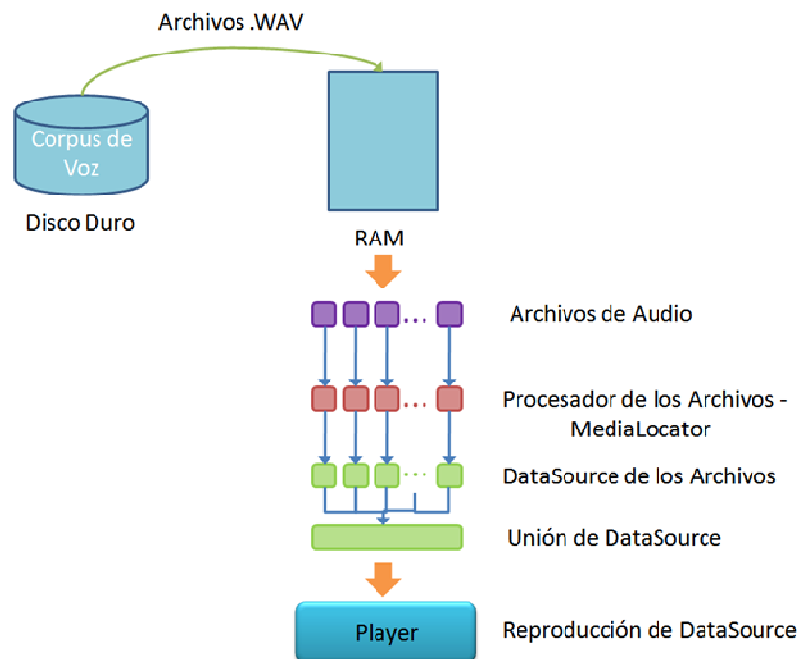 Archivos .WAV
Corpus de
Voz
Disco Duro
RAM
...
Archivos de Audio
...
Procesador de los Archivos -
MediaLocator
...
DataSource de los Archivos
Unión de DataSource
Player
Reproducción de DataSource